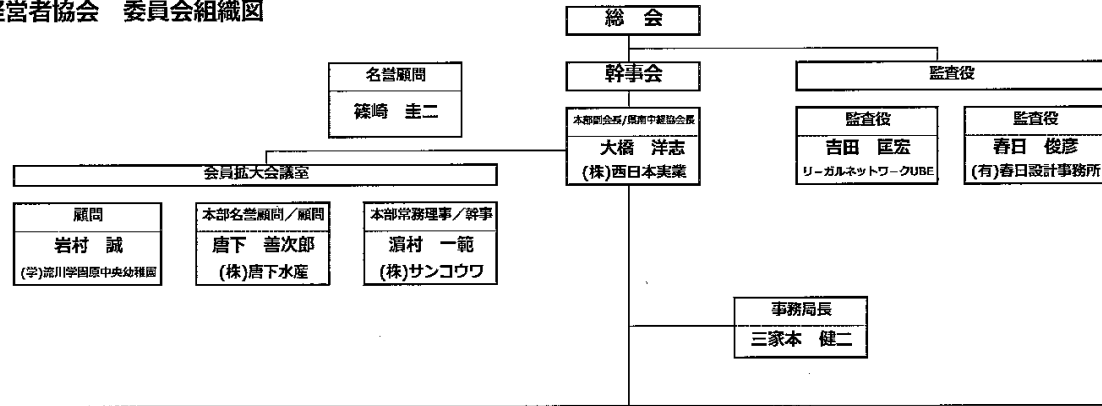 経営者協会　委員会組織図
総　会
幹事会
監査役
名誉顧問
篠崎　圭二
本部副会長/県南中経協会長
大橋　洋志
(株)西日本実業
監査役
吉田　匡宏
リーガルネットワークUBE
監査役
春日　俊彦
(有)春日設計事務所
会員拡大会議室
顧問
岩村　誠
(学)流川学園原中央幼稚園
本部名誉顧問／顧問
唐下　善次郎
(株)唐下水産
本部常務理事／幹事
濵村　一範
(株)サンコウワ
事務局長
三家本　健二